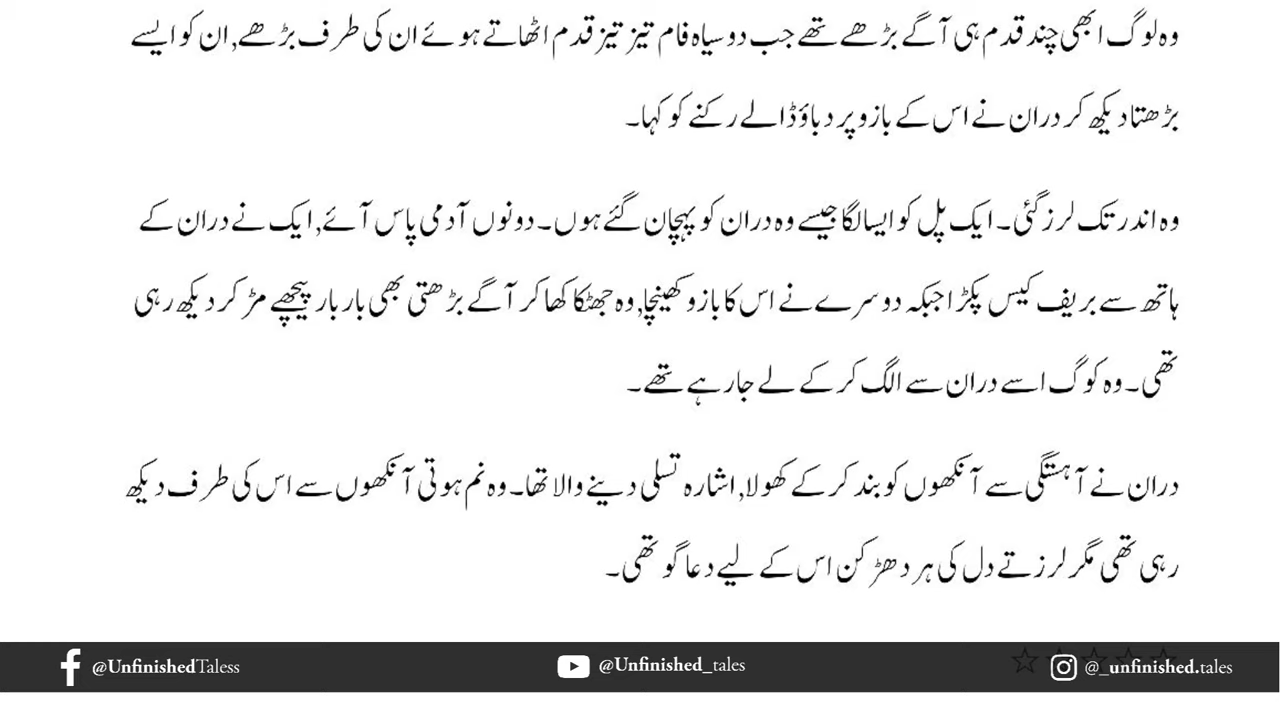 وہ لوگ ابھی چند قدم ہی آگے بڑھے تھے جب دو سیاہ فام تیز تیز قدم اٹھاتے ہوئے ان کی طرف بڑھے, ان کو ایسے
بڑھتا دیکھ کر دران نے اس کے بازو پر دباؤ ڈالے رکنے کو کہا۔
وہ اندر تک لرز گئی۔ ایک پل کو ایسا لگا جیسے وہ دران کو پہچان گئے ہوں۔ دونوں آدمی پاس آئے, ایک نے دران کے
ہاتھ سے بریف کیس پکڑا جبکہ دوسرے نے اس کا بازو کھینچا, وہ جھٹکا کھا کر آگے بڑھتی بھی بار بار پیچھے مڑ کر دیکھ رہی
تھی۔ وہ کوگ اسے دران سے الگ کر کے لے جا رہے تھے۔
دران نے آہستگی سے آنکھوں کو بند کر کے کھولا, اشارہ تسلی دینے والا تھا۔ وہ نم ہوتی آنکھوں سے اس کی طرف دیکھ
رہی تھی مگر لرزتے دل کی ہر دھڑکن اس کے لیے دعا گو تھی۔
@UnfinishedTaless @Unfinished_tales @_unfinished.tales